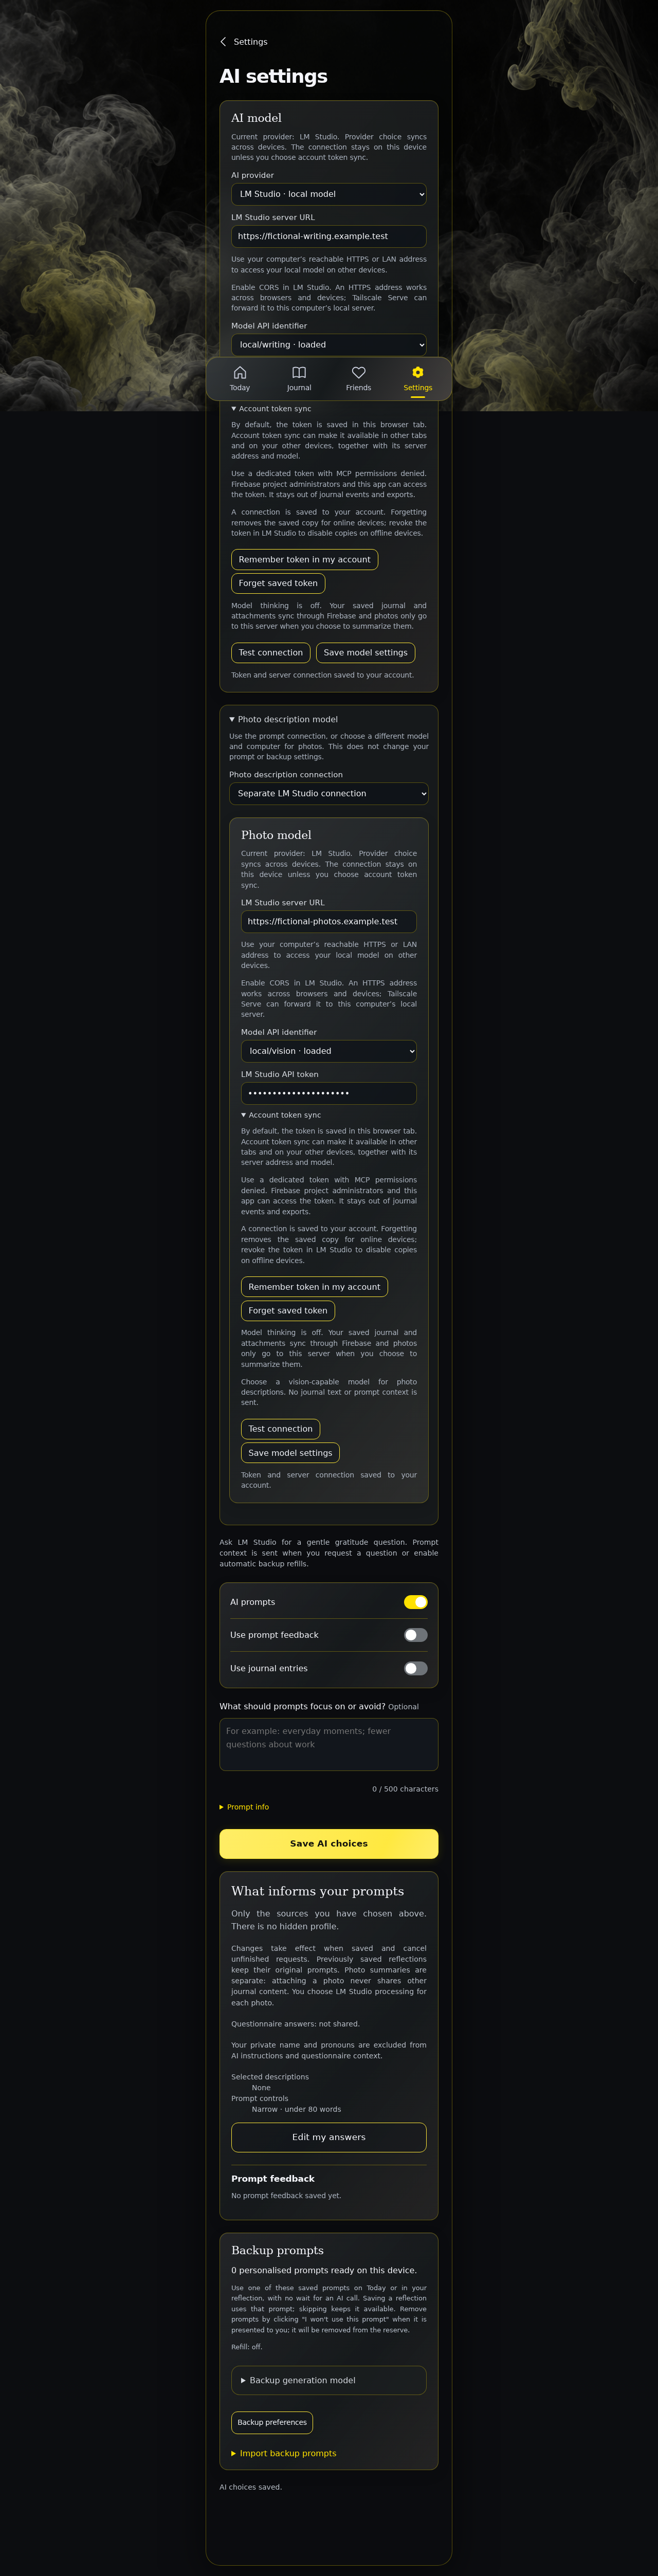 Settings
AI settings
AI model
Current provider: LM Studio. Provider choice syncs
across devices. The connection stays on this device
unless you choose account token sync.
AI provider
LM Studio · local model
LM Studio server URL
https://fictional-writing.example.test
Use your computer’s reachable HTTPS or LAN address
to access your local model on other devices.
Enable CORS in LM Studio. An HTTPS address works
across browsers and devices; Tailscale Serve can
forward it to this computer’s local server.
Model API identifier
local/writing · loaded
Today
Journal
Friends
Settings
▼ Account token sync
By default, the token is saved in this browser tab.
Account token sync can make it available in other tabs
and on your other devices, together with its server
address and model.
Use a dedicated token with MCP permissions denied.
Firebase project administrators and this app can access
the token. It stays out of journal events and exports.
A connection is saved to your account. Forgetting
removes the saved copy for online devices; revoke the
token in LM Studio to disable copies on offline devices.
Remember token in my account
Forget saved token
Model thinking is off. Your saved journal and
attachments sync through Firebase and photos only go
to this server when you choose to summarize them.
Test connection
Save model settings
Token and server connection saved to your account.
▼ Photo description model
Use the prompt connection, or choose a different model
and computer for photos. This does not change your
prompt or backup settings.
Photo description connection
Separate LM Studio connection
Photo model
Current provider: LM Studio. Provider choice
syncs across devices. The connection stays on
this device unless you choose account token
sync.
LM Studio server URL
https://fictional-photos.example.test
Use your computer’s reachable HTTPS or LAN
address to access your local model on other
devices.
Enable CORS in LM Studio. An HTTPS address
works across browsers and devices; Tailscale
Serve can forward it to this computer’s local
server.
Model API identifier
local/vision · loaded
LM Studio API token
•••••••••••••••••••••
▼ Account token sync
By default, the token is saved in this browser tab.
Account token sync can make it available in other
tabs and on your other devices, together with its
server address and model.
Use a dedicated token with MCP permissions
denied. Firebase project administrators and this
app can access the token. It stays out of journal
events and exports.
A connection is saved to your account. Forgetting
removes the saved copy for online devices;
revoke the token in LM Studio to disable copies
on offline devices.
Remember token in my account
Forget saved token
Model thinking is off. Your saved journal and
attachments sync through Firebase and photos
only go to this server when you choose to
summarize them.
Choose a vision-capable model for photo
descriptions. No journal text or prompt context is
sent.
Test connection
Save model settings
Token and server connection saved to your
account.
Ask LM Studio for a gentle gratitude question. Prompt
context is sent when you request a question or enable
automatic backup refills.
AI prompts
Use prompt feedback
Use journal entries
What should prompts focus on or avoid? Optional
For example: everyday moments; fewer
questions about work
0 / 500 characters
► Prompt info
Save AI choices
What informs your prompts
Only the sources you have chosen above.
There is no hidden profile.
Changes take effect when saved and cancel
unfinished requests. Previously saved reflections
keep their original prompts. Photo summaries are
separate: attaching a photo never shares other
journal content. You choose LM Studio processing for
each photo.
Questionnaire answers: not shared.
Your private name and pronouns are excluded from
AI instructions and questionnaire context.
Selected descriptions
None
Prompt controls
Narrow · under 80 words
Edit my answers
Prompt feedback
No prompt feedback saved yet.
Backup prompts
0 personalised prompts ready on this device.
Use one of these saved prompts on Today or in your
reflection, with no wait for an AI call. Saving a reflection
uses that prompt; skipping keeps it available. Remove
prompts by clicking "I won't use this prompt" when it is
presented to you; it will be removed from the reserve.
Refill: off.
► Backup generation model
Backup preferences
► Import backup prompts
AI choices saved.